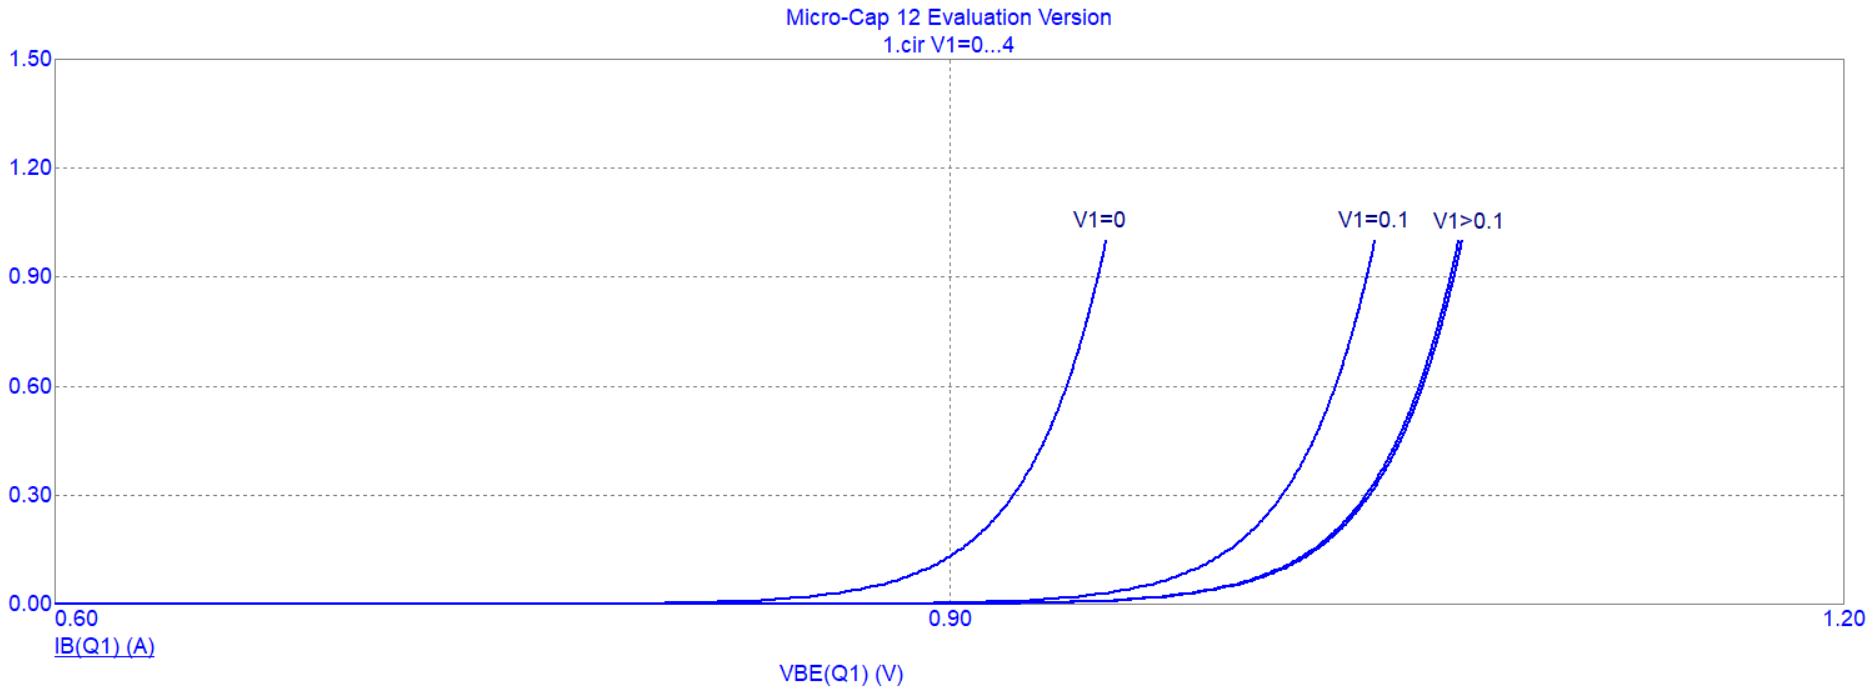 Micro-Cap 12 Evaluation Version
1.cir V1=0...4
1.50
1.20
V1=0 V1=0.1 V1>0.1
0.90
0.60
0.30
0.00
0.60 0.90 1.20
IB(Q1) (A)
VBE(Q1) (V)